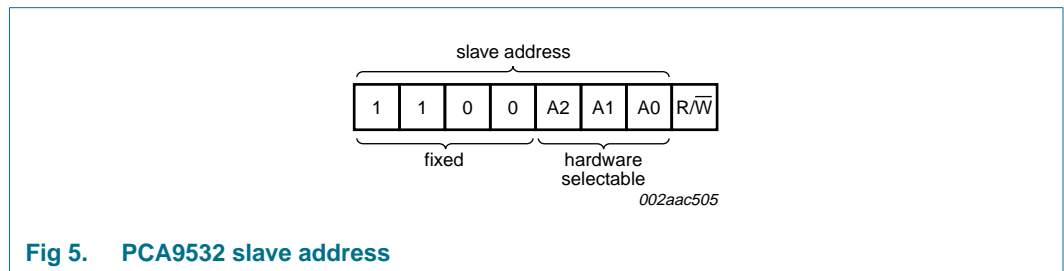 slave address
1 1 0 0 A2 A1 A0 R/W̅
fixed
hardware
selectable
002aac505
Fig 5. PCA9532 slave address